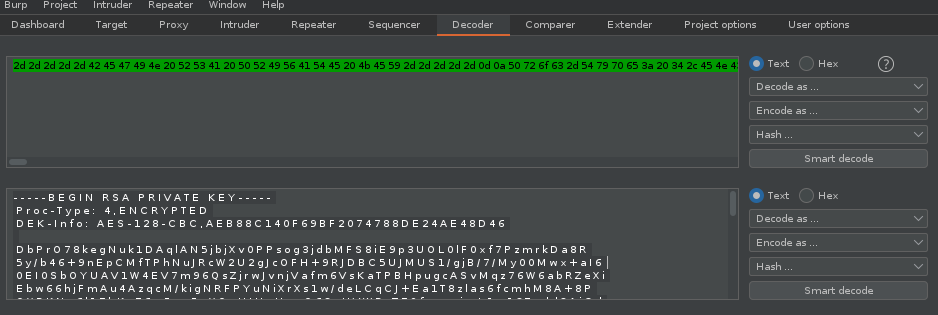 Burp Project Intruder Repeater Window Help
Dashboard Target Proxy Intruder Repeater Sequencer Decoder Comparer Extender Project options User options
2d 2d 2d 2d 2d 42 45 47 49 4e 20 52 53 41 20 50 52 49 56 41 54 45 20 4b 45 59 2d 2d 2d 2d 2d 0d 0a 50 72 6f 63 2d 54 79 70 65 3a 20 34 2c 45 4e
Text Hex ?
Decode as ...
Encode as ...
Hash ...
Smart decode
-----BEGIN RSA PRIVATE KEY-----
Proc-Type: 4,ENCRYPTED
DEK-Info: AES-128-CBC,AEB88C140F69BF2074788DE24AE48D46
DbPrO78kegNuk1DAqlAN5jbjXv0PPsog3jdbMFS8iE9p3UOL0lF0xf7PzmrkDa8R
5y/b46+9nEpCMfTPhNuJRcW2U2gJcOFH+9RJDBC5UJMUS1/gjB/7/My00Mwx+aI6
0EI0SbOYUAV1W4EV7m96QsZjrwJvnjVafm6VsKaTPBHpugcASvMqz76W6abRZeXi
Ebw66hjFmAu4AzqcM/kigNRFPYuNiXrXs1w/deLCqCJ+Ea1T8zlas6fcmhM8A+8P
Text Hex
Decode as ...
Encode as ...
Hash ...
Smart decode